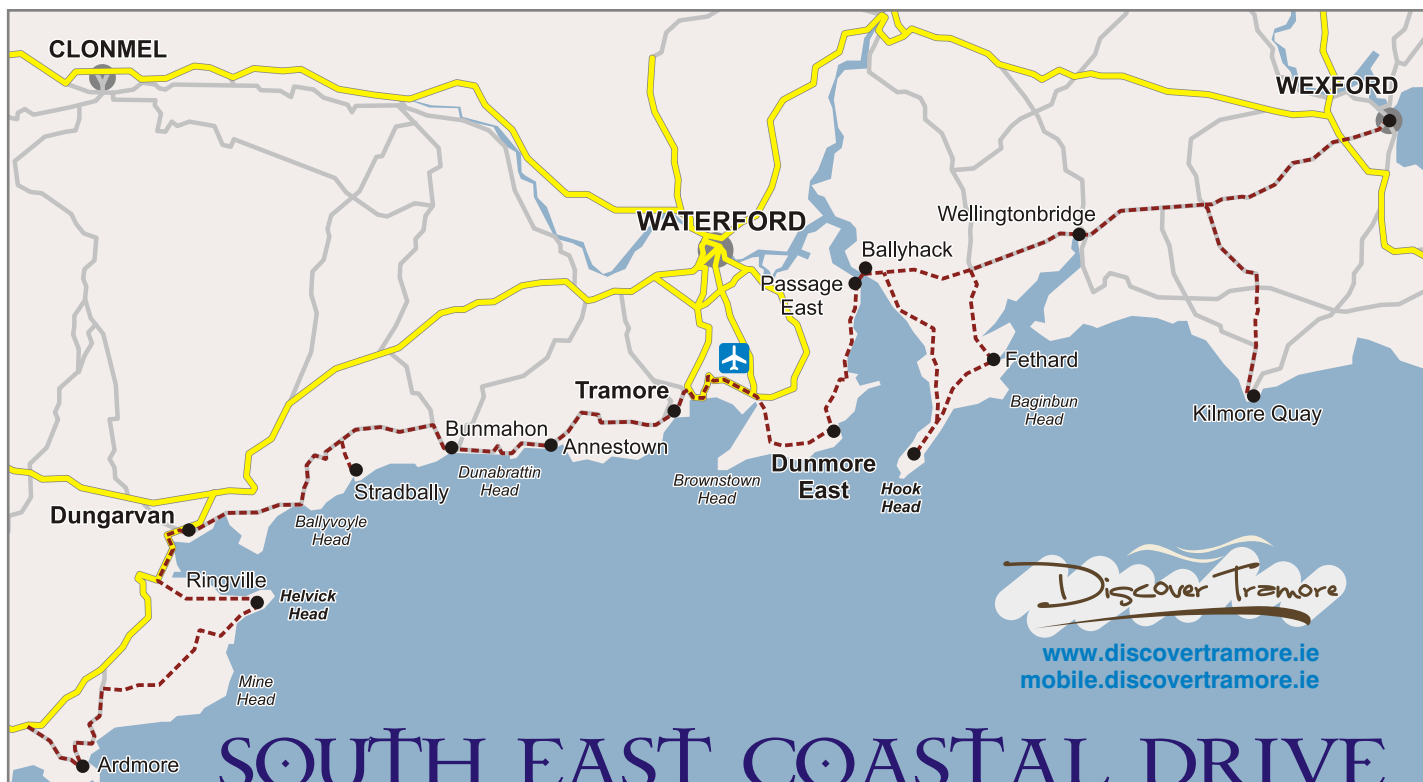 CLONMEL
WEXFORD
WATERFORD
Wellingtonbridge
Ballyhack
Passage
East
Fethard
Tramore
Baginbun
Head
Kilmore Quay
Bunmahon
Annestown
Dunabrattin
Head
Brownstown
Head
Dunmore
East
Hook
Head
Stradbally
Dungarvan
Ballyvoyle
Head
Ringville
Helvick
Head
Discover Tramore
www.discovertramore.ie
mobile.discovertramore.ie
Mine
Head
Ardmore
SOUTH EAST COASTAL DRIVE